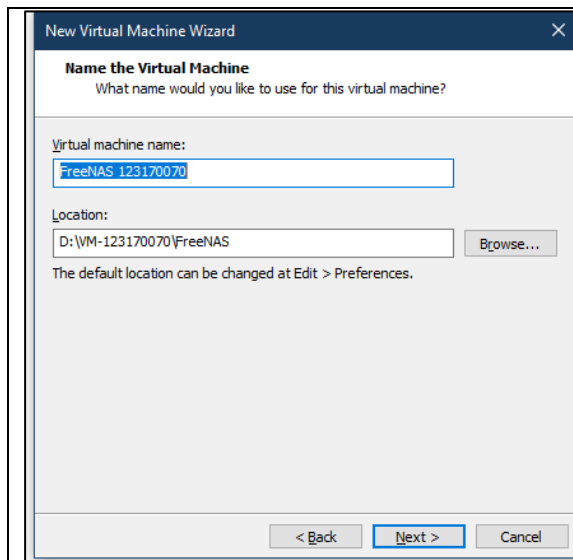 New Virtual Machine Wizard
Name the Virtual Machine
What name would you like to use for this virtual machine?
Virtual machine name:
FreeNAS 123170070
Location:
D:\VM-123170070\FreeNAS
Browse...
The default location can be changed at Edit > Preferences.
< Back Next > Cancel